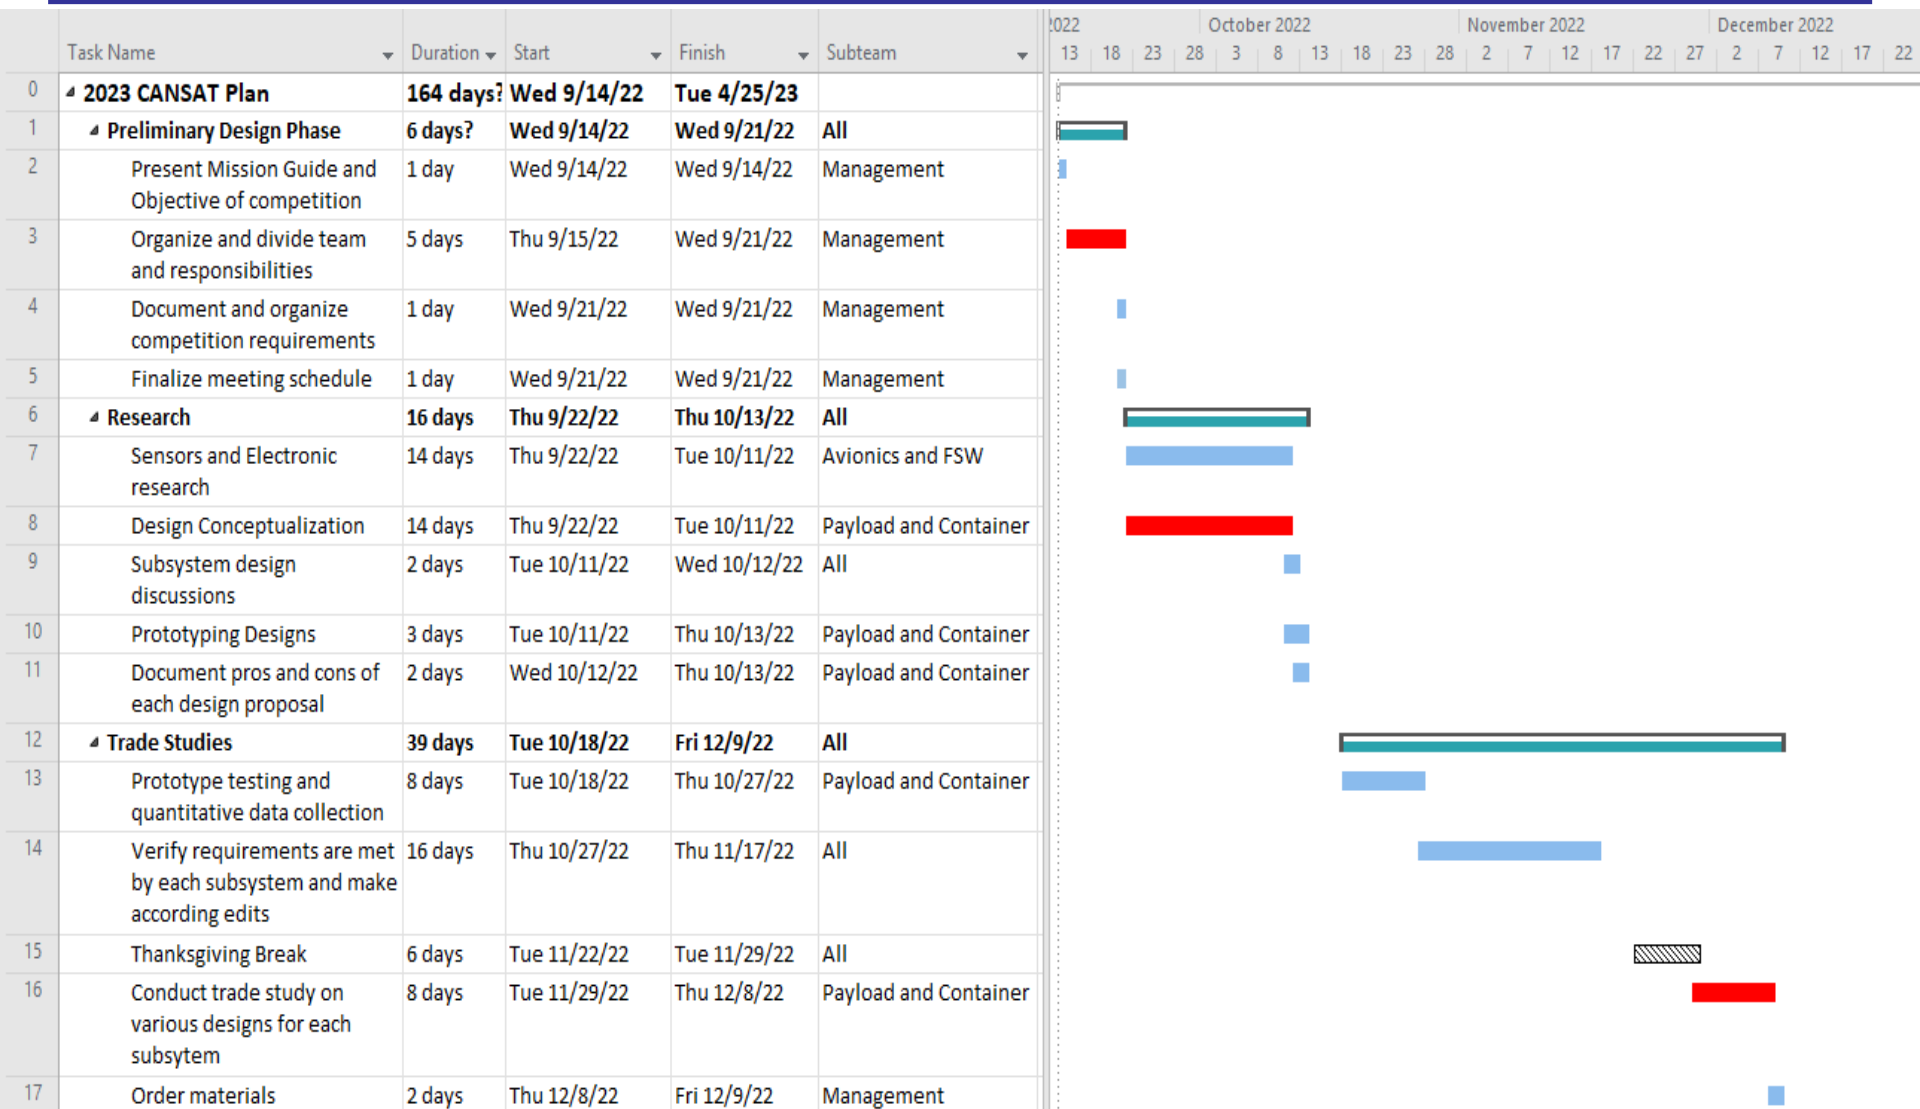 2022 October 2022 November 2022 December 2022
Task Name Duration Start Finish Subteam 13 18 23 28 3 8 13 18 23 28 2 7 12 17 22 27 2 7 12 17 22
0 2023 CANSAT Plan 164 days? Wed 9/14/22 Tue 4/25/23
1 Preliminary Design Phase 6 days? Wed 9/14/22 Wed 9/21/22 All
2 Present Mission Guide and 1 day Wed 9/14/22 Wed 9/14/22 Management
Objective of competition
3 Organize and divide team 5 days Thu 9/15/22 Wed 9/21/22 Management
and responsibilities
4 Document and organize 1 day Wed 9/21/22 Wed 9/21/22 Management
competition requirements
5 Finalize meeting schedule 1 day Wed 9/21/22 Wed 9/21/22 Management
6 Research 16 days Thu 9/22/22 Thu 10/13/22 All
7 Sensors and Electronic 14 days Thu 9/22/22 Tue 10/11/22 Avionics and FSW
research
8 Design Conceptualization 14 days Thu 9/22/22 Tue 10/11/22 Payload and Container
9 Subsystem design 2 days Tue 10/11/22 Wed 10/12/22 All
discussions
10 Prototyping Designs 3 days Tue 10/11/22 Thu 10/13/22 Payload and Container
11 Document pros and cons of 2 days Wed 10/12/22 Thu 10/13/22 Payload and Container
each design proposal
12 Trade Studies 39 days Tue 10/18/22 Fri 12/9/22 All
13 Prototype testing and 8 days Tue 10/18/22 Thu 10/27/22 Payload and Container
quantitative data collection
14 Verify requirements are met 16 days Thu 10/27/22 Thu 11/17/22 All
by each subsystem and make
according edits
15 Thanksgiving Break 6 days Tue 11/22/22 Tue 11/29/22 All
16 Conduct trade study on 8 days Tue 11/29/22 Thu 12/8/22 Payload and Container
various designs for each
subsytem
17 Order materials 2 days Thu 12/8/22 Fri 12/9/22 Management